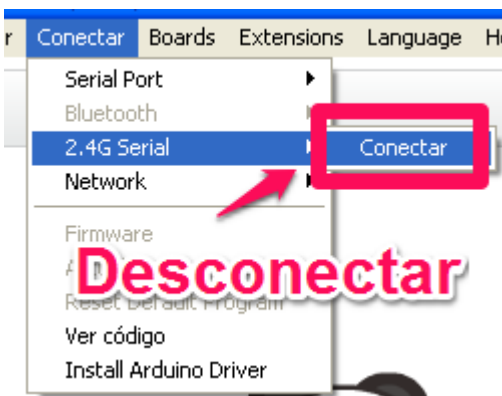 Conectar Boards Extensions Language
Serial Port
Bluetooth
2.4G Serial Conectar
Network
Firmware
Desconectar
Reset Default Program
Ver código
Install Arduino Driver